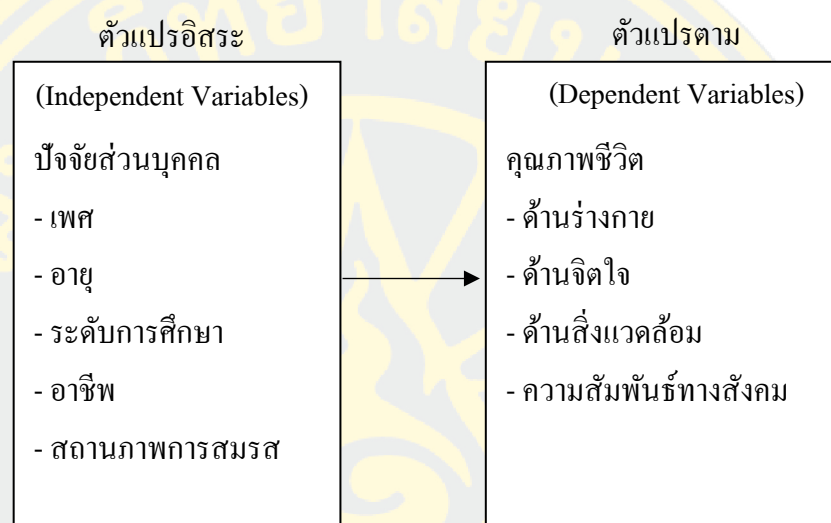 ตัวแปรอิสระ
(Independent Variables)
ปัจจัยส่วนบุคคล
- เพศ
- อายุ
- ระดับการศึกษา
- อาชีพ
- สถานภาพการสมรส
ตัวแปรตาม
(Dependent Variables)
คุณภาพชีวิต
- ด้านร่างกาย
- ด้านจิตใจ
- ด้านสิ่งแวดล้อม
- ความสัมพันธ์ทางสังคม